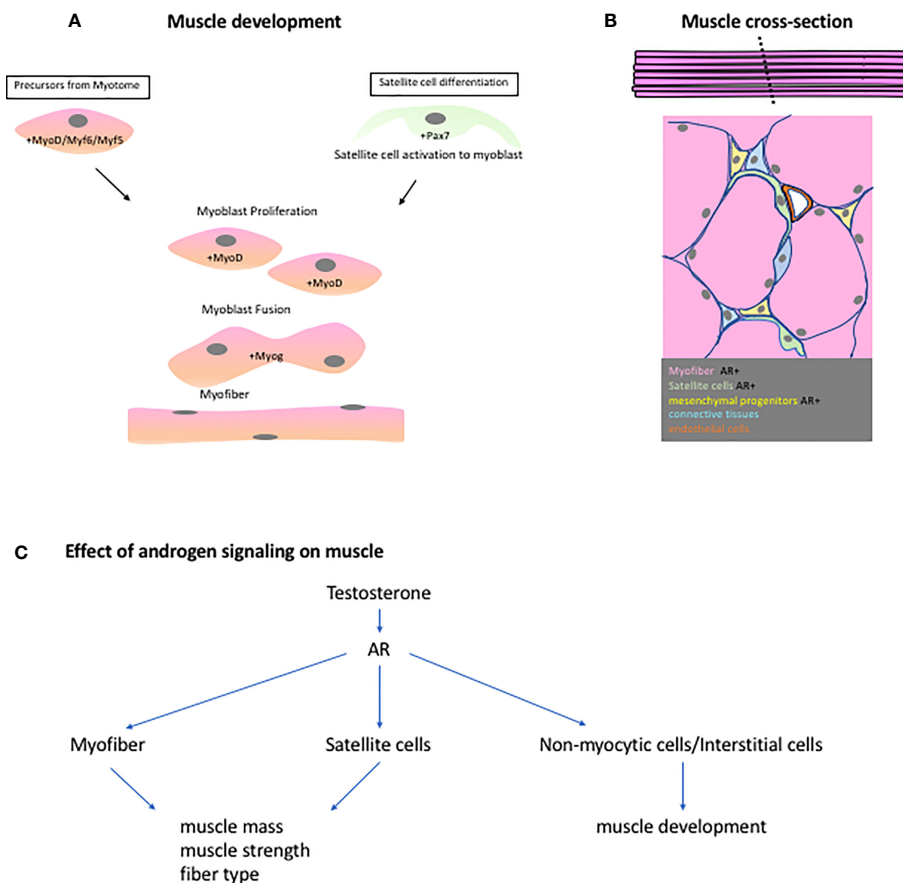 A
Muscle development
Precursors from Myotome
+MyoD/Myf6/Myf5
Satellite cell differentiation
+Pax7
Satellite cell activation to myoblast
Myoblast Proliferation
+MyoD
+MyoD
Myoblast Fusion
+Myog
Myofiber
B
Muscle cross-section
Myofiber AR+
Satellite cells AR+
mesenchymal progenitors AR+
connective tissues
endothelial cells
C
Effect of androgen signaling on muscle
Testosterone
AR
Myofiber
Satellite cells
Non-myocytic cells/Interstitial cells
muscle mass
muscle strength
fiber type
muscle development